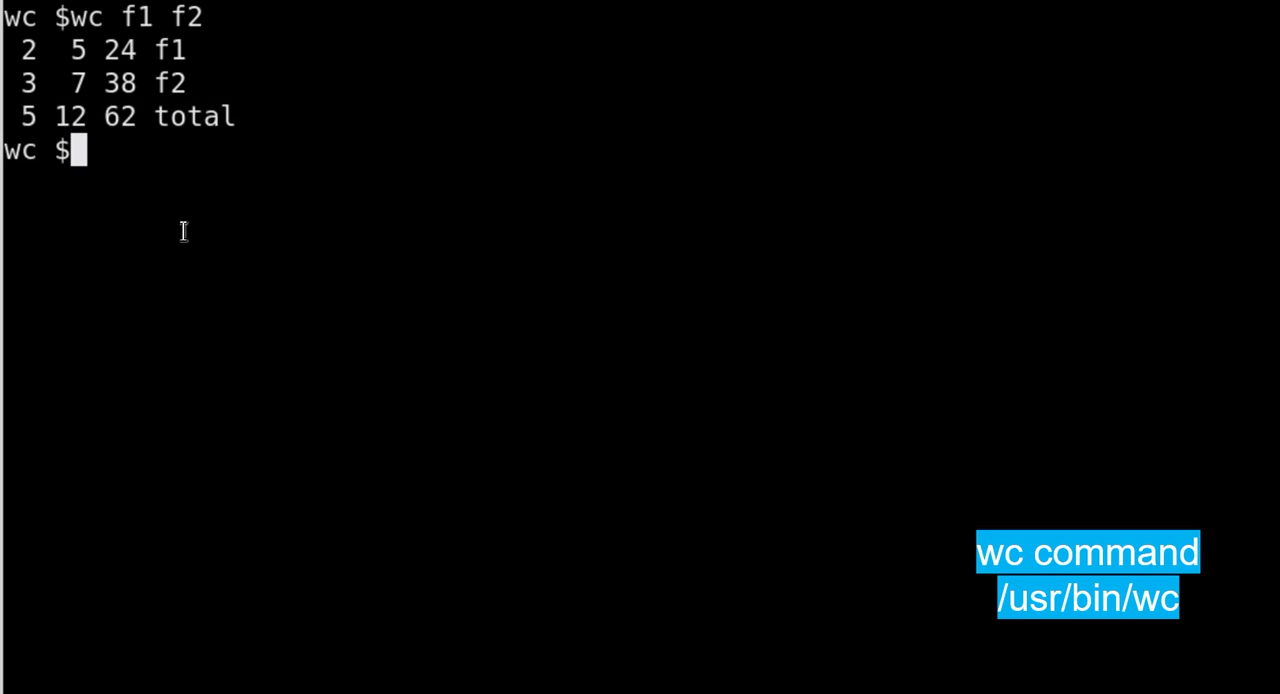 wc $wc f1 f2
 2  5 24 f1
 3  7 38 f2
 5 12 62 total
wc $
wc command
/usr/bin/wc